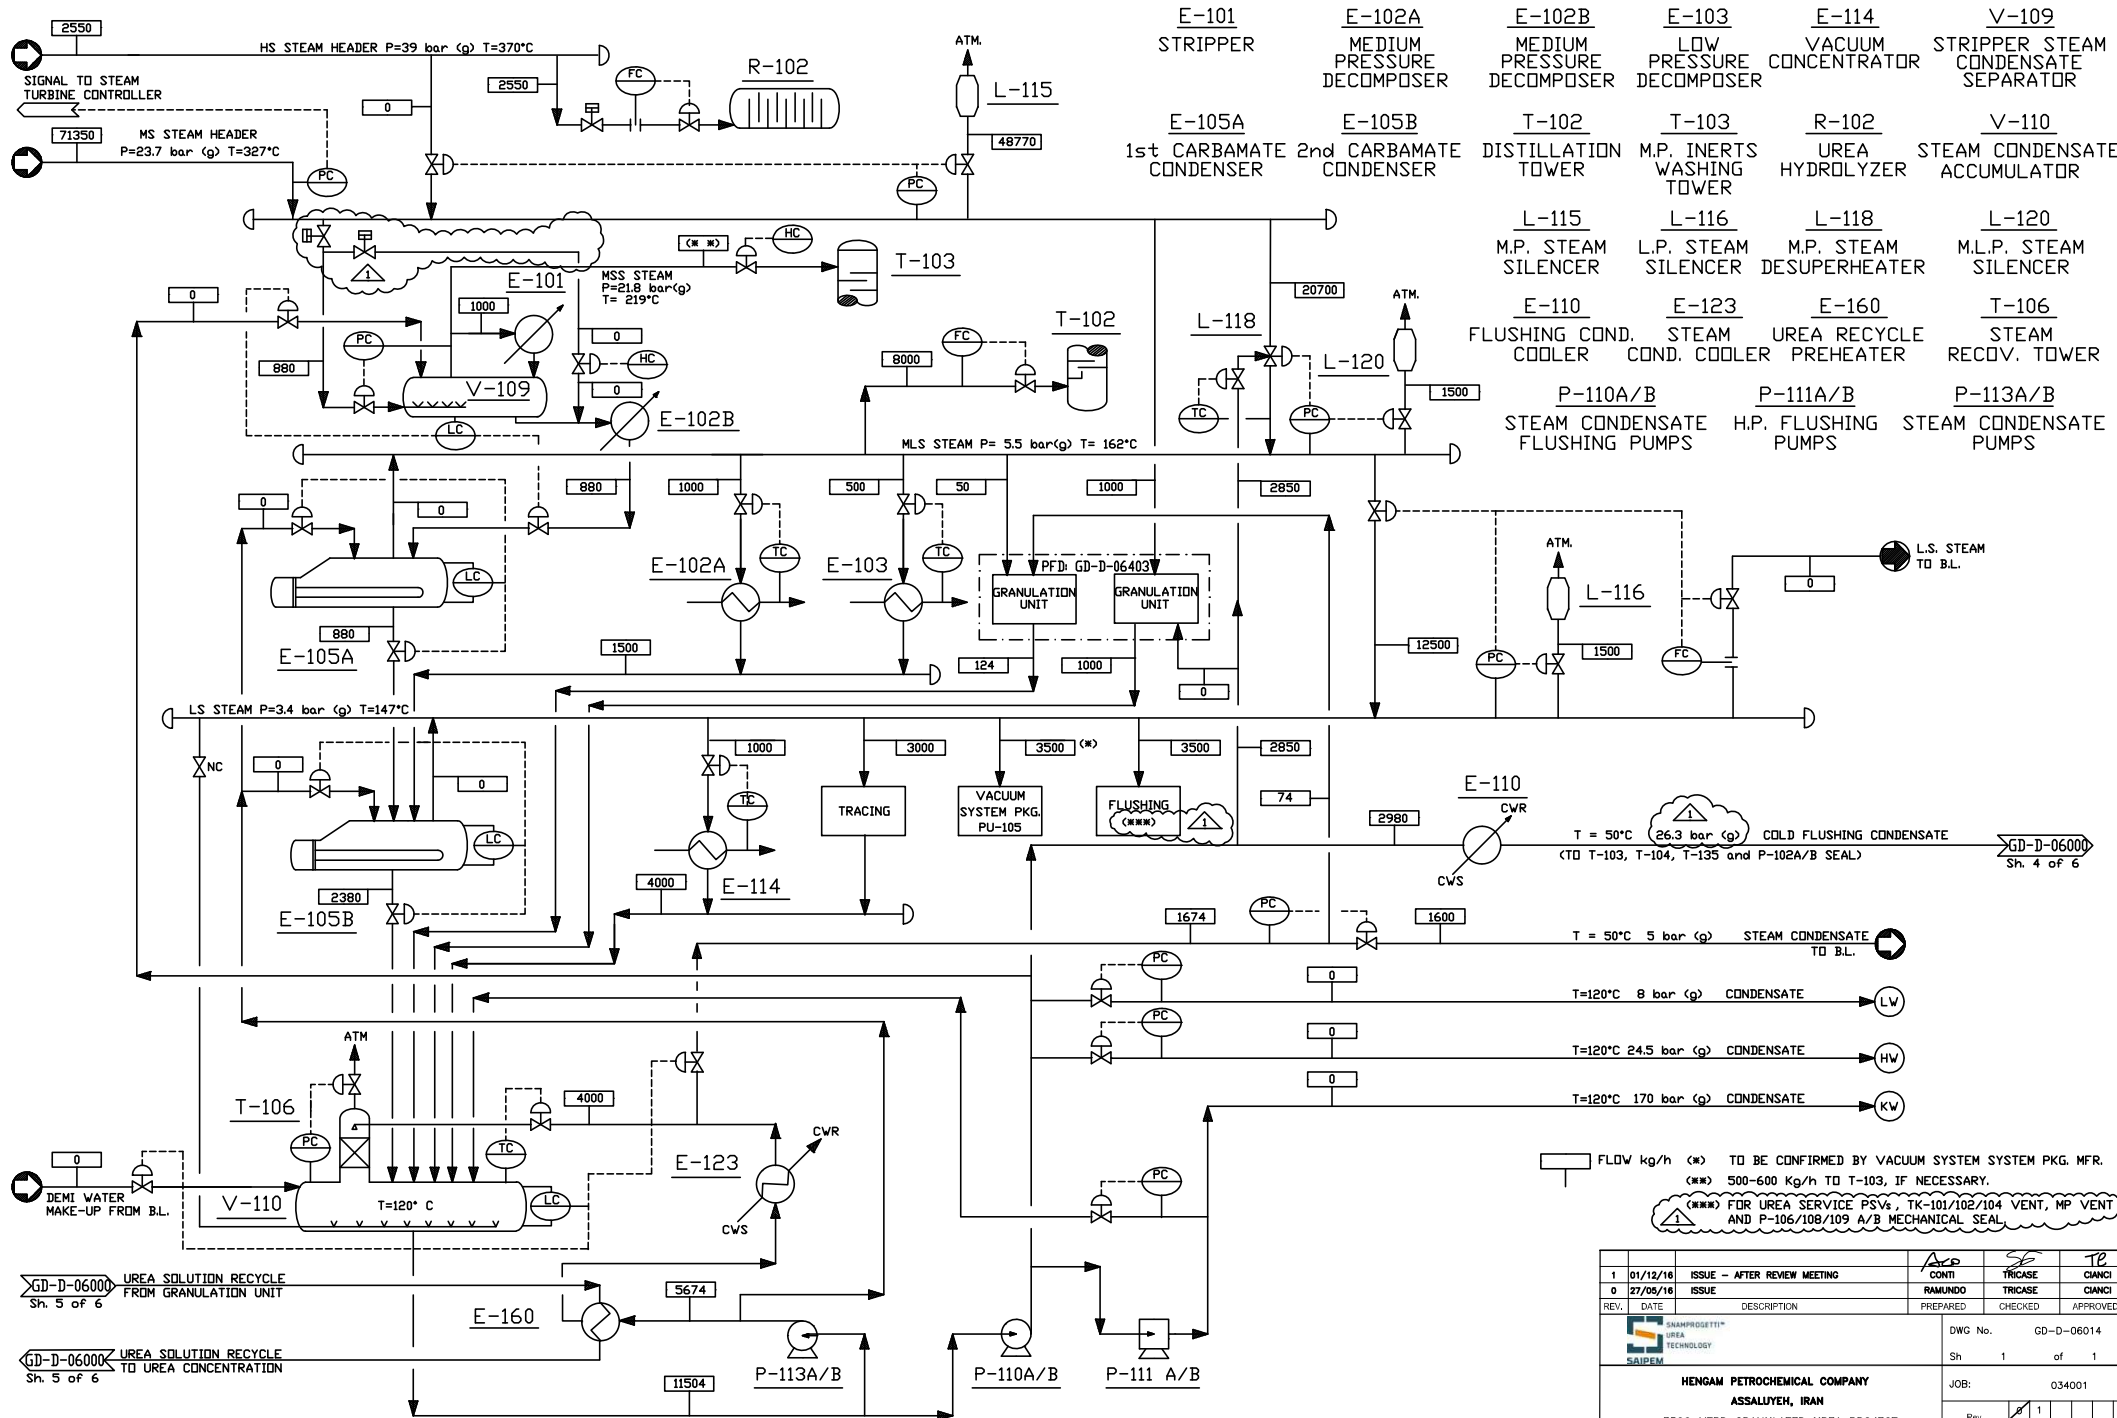 E-101
STRIPPER
E-102A
MEDIUM
PRESSURE
DECOMPOSER
E-102B
MEDIUM
PRESSURE
DECOMPOSER
E-103
LOW
PRESSURE
DECOMPOSER
E-114
VACUUM
CONCENTRATOR
V-109
STRIPPER STEAM
CONDENSATE
SEPARATOR
E-105A
1st CARBAMATE
CONDENSER
E-105B
2nd CARBAMATE
CONDENSER
T-102
DISTILLATION
TOWER
T-103
M.P. INERTS
WASHING
TOWER
R-102
UREA
HYDROLYZER
V-110
STEAM CONDENSATE
ACCUMULATOR
L-115
M.P. STEAM
SILENCER
L-116
L.P. STEAM
SILENCER
L-118
M.P. STEAM
DESUPERHEATER
L-120
M.L.P. STEAM
SILENCER
E-110
FLUSHING COND.
COOLER
E-123
STEAM
COND. COOLER
E-160
UREA RECYCLE
PREHEATER
T-106
STEAM
RECOV. TOWER
P-110A/B
STEAM CONDENSATE
FLUSHING PUMPS
P-111A/B
H.P. FLUSHING
PUMPS
P-113A/B
STEAM CONDENSATE
PUMPS
2550
HS STEAM HEADER P=39 bar (g) T=370°C
SIGNAL TO STEAM
TURBINE CONTROLLER
71350
MS STEAM HEADER
P=23.7 bar (g) T=327°C
PC
0
2550
FC
R-102
ATM.
L-115
48770
PC
1
(* *)
HC
T-103
MSS STEAM
P=21.8 bar(g)
T= 219°C
E-101
0
1000
PC
880
V-109
LC
0
HC
0
E-102B
8000
FC
T-102
L-118
20700
ATM.
L-120
1500
TC
PC
MLS STEAM P= 5.5 bar(g) T= 162°C
0
0
880
1000
500
50
1000
2850
LC
E-102A
TC
E-103
TC
PFD: GD-D-06403
GRANULATION
UNIT
GRANULATION
UNIT
ATM.
L-116
L.S. STEAM
TO B.L.
0
880
E-105A
1500
124
1000
0
12500
PC
1500
FC
LS STEAM P=3.4 bar (g) T=147°C
NC
0
0
1000
3000
3500 (*)
3500
2850
LC
TC
TRACING
VACUUM
SYSTEM PKG.
PU-105
FLUSHING
(***)
1
74
2980
E-110
CWR
CWS
1
T = 50°C 26.3 bar (g) COLD FLUSHING CONDENSATE
(TO T-103, T-104, T-135 and P-102A/B SEAL)
GD-D-06000
Sh. 4 of 6
2380
E-105B
4000
E-114
1674
PC
1600
T = 50°C 5 bar (g) STEAM CONDENSATE
TO B.L.
PC
0
T=120°C 8 bar (g) CONDENSATE
LW
PC
0
T=120°C 24.5 bar (g) CONDENSATE
HW
0
T=120°C 170 bar (g) CONDENSATE
KW
ATM
T-106
PC
TC
4000
E-123
CWR
CWS
PC
0
DEMI WATER
MAKE-UP FROM B.L.
V-110
T=120° C
LC
GD-D-06000
Sh. 5 of 6
UREA SOLUTION RECYCLE
FROM GRANULATION UNIT
E-160
5674
GD-D-06000
Sh. 5 of 6
UREA SOLUTION RECYCLE
TO UREA CONCENTRATION
P-113A/B
P-110A/B
P-111 A/B
11504
FLOW kg/h (*) TO BE CONFIRMED BY VACUUM SYSTEM SYSTEM PKG. MFR.
(**) 500-600 Kg/h TO T-103, IF NECESSARY.
(***) FOR UREA SERVICE PSVs, TK-101/102/104 VENT, MP VENT
AND P-106/108/109 A/B MECHANICAL SEAL
1
1 01/12/16 ISSUE - AFTER REVIEW MEETING CONTI TRICASE CIANCI
0 27/05/16 ISSUE RAMUNDO TRICASE CIANCI
REV. DATE DESCRIPTION PREPARED CHECKED APPROVED
SNAMPROGETTI™
UREA
TECHNOLOGY
SAIPEM
DWG No. GD-D-06014
Sh 1 of 1
HENGAM PETROCHEMICAL COMPANY
ASSALUYEH, IRAN
JOB: 034001
Rev. 0 1